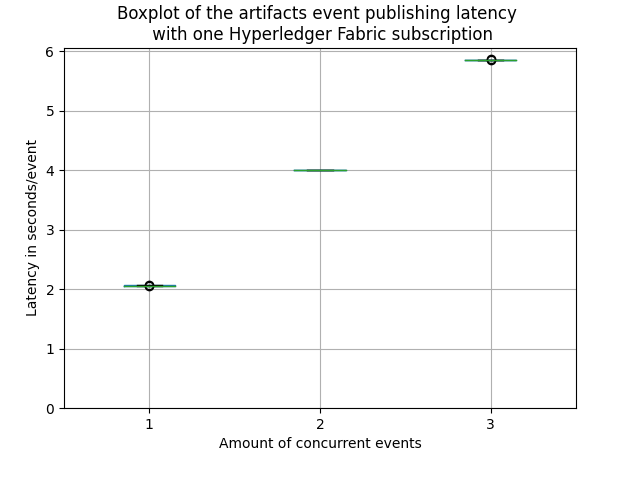 Boxplot of the artifacts event publishing latency
with one Hyperledger Fabric subscription
6
5
4
3
2
1
0
Latency in seconds/event
1 2 3
Amount of concurrent events